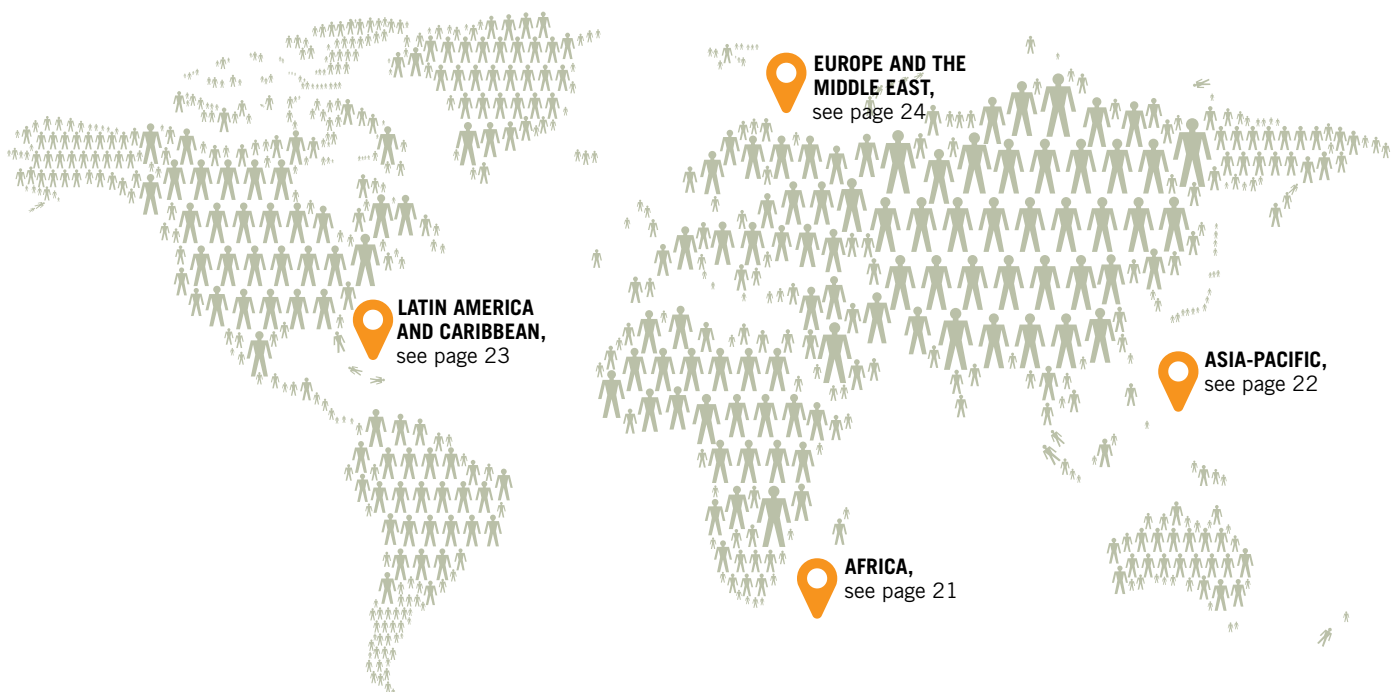 EUROPE AND THE
MIDDLE EAST,
see page 24
LATIN AMERICA
AND CARIBBEAN,
see page 23
ASIA-PACIFIC,
see page 22
AFRICA,
see page 21